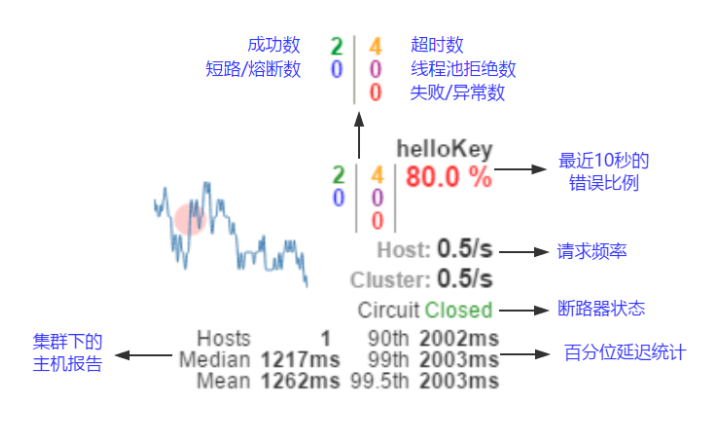 成功数 2 4 超时数
短路/熔断数 0 0 线程池拒绝数
0 失败/异常数
helloKey
2 4 80.0 %
0 0
0
最近10秒的
错误比例
Host: 0.5/s 请求频率
Cluster: 0.5/s
Circuit Closed 断路器状态
集群下的
主机报告
Hosts 1 90th 2002ms
Median 1217ms 99th 2003ms
Mean 1262ms 99.5th 2003ms
百分位延迟统计